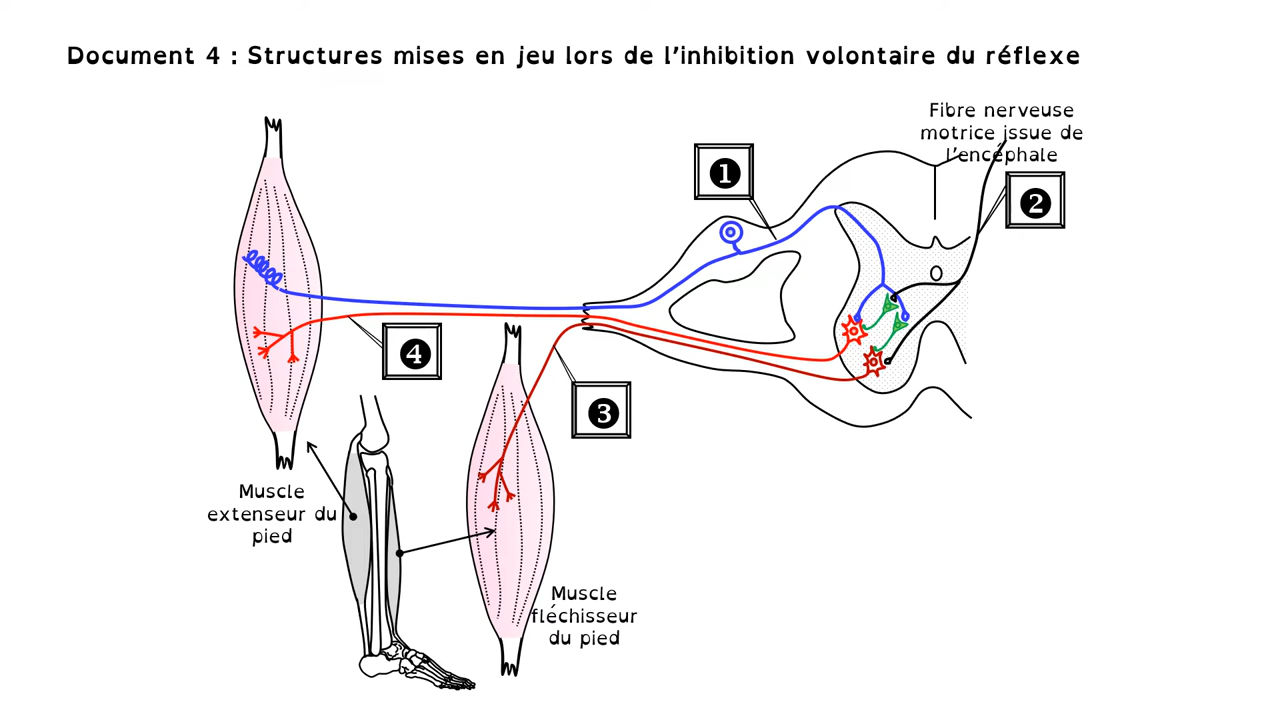 Document 4 : Structures mises en jeu lors de l'inhibition volontaire du réflexe
Fibre nerveuse
motrice issue de
l'encéphale
1
2
4
3
Muscle
extenseur du
pied
Muscle
fléchisseur
du pied